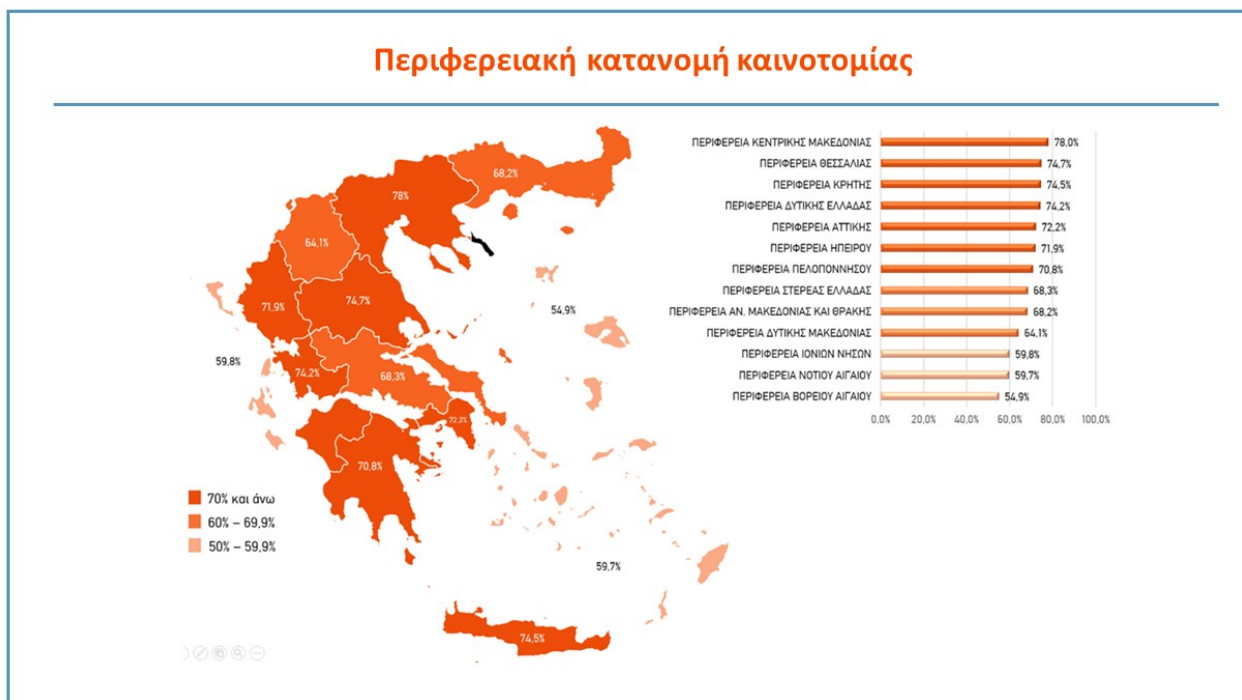 Περιφερειακή κατανομή καινοτομίας
68,2%
78%
64,1%
71,9%
74,7%
54,9%
59,8%
74,2%
68,3%
72,2%
70,8%
70% και άνω
60% – 69,9%
50% – 59,9%
59,7%
74,5%
ΠΕΡΙΦΕΡΕΙΑ ΚΕΝΤΡΙΚΗΣ ΜΑΚΕΔΟΝΙΑΣ 78,0%
ΠΕΡΙΦΕΡΕΙΑ ΘΕΣΣΑΛΙΑΣ 74,7%
ΠΕΡΙΦΕΡΕΙΑ ΚΡΗΤΗΣ 74,5%
ΠΕΡΙΦΕΡΕΙΑ ΔΥΤΙΚΗΣ ΕΛΛΑΔΑΣ 74,2%
ΠΕΡΙΦΕΡΕΙΑ ΑΤΤΙΚΗΣ 72,2%
ΠΕΡΙΦΕΡΕΙΑ ΗΠΕΙΡΟΥ 71,9%
ΠΕΡΙΦΕΡΕΙΑ ΠΕΛΟΠΟΝΝΗΣΟΥ 70,8%
ΠΕΡΙΦΕΡΕΙΑ ΣΤΕΡΕΑΣ ΕΛΛΑΔΑΣ 68,3%
ΠΕΡΙΦΕΡΕΙΑ ΑΝ. ΜΑΚΕΔΟΝΙΑΣ ΚΑΙ ΘΡΑΚΗΣ 68,2%
ΠΕΡΙΦΕΡΕΙΑ ΔΥΤΙΚΗΣ ΜΑΚΕΔΟΝΙΑΣ 64,1%
ΠΕΡΙΦΕΡΕΙΑ ΙΟΝΙΩΝ ΝΗΣΩΝ 59,8%
ΠΕΡΙΦΕΡΕΙΑ ΝΟΤΙΟΥ ΑΙΓΑΙΟΥ 59,7%
ΠΕΡΙΦΕΡΕΙΑ ΒΟΡΕΙΟΥ ΑΙΓΑΙΟΥ 54,9%
0,0% 20,0% 40,0% 60,0% 80,0% 100,0%